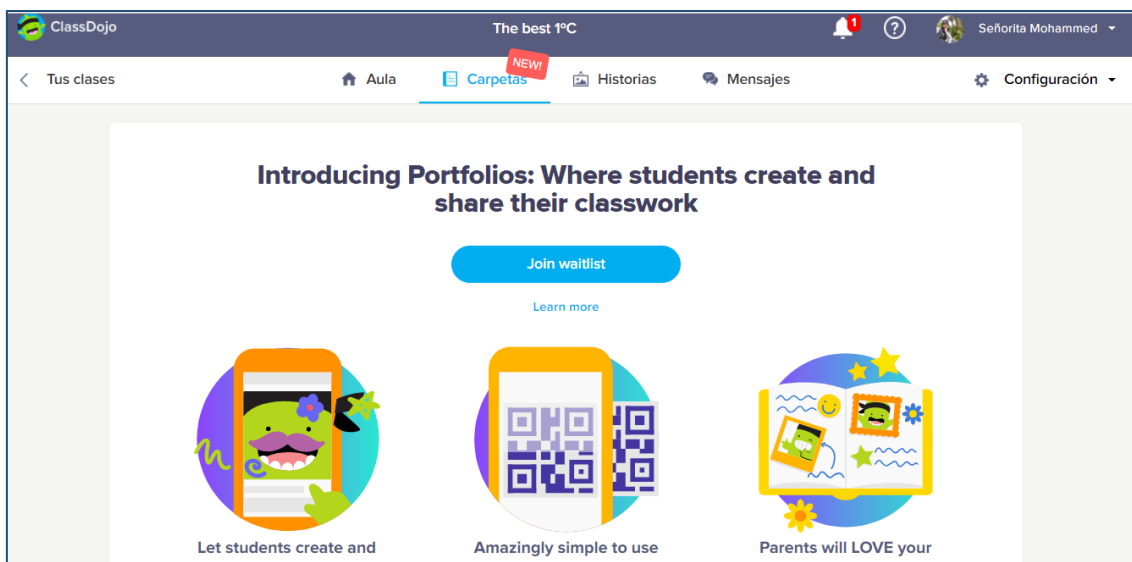 ClassDojo
The best 1ºC
1
?
Señorita Mohammed
Tus clases
Aula
Carpetas
NEW!
Historias
Mensajes
Configuración
Introducing Portfolios: Where students create and
share their classwork
Join waitlist
Learn more
Let students create and
Amazingly simple to use
Parents will LOVE your